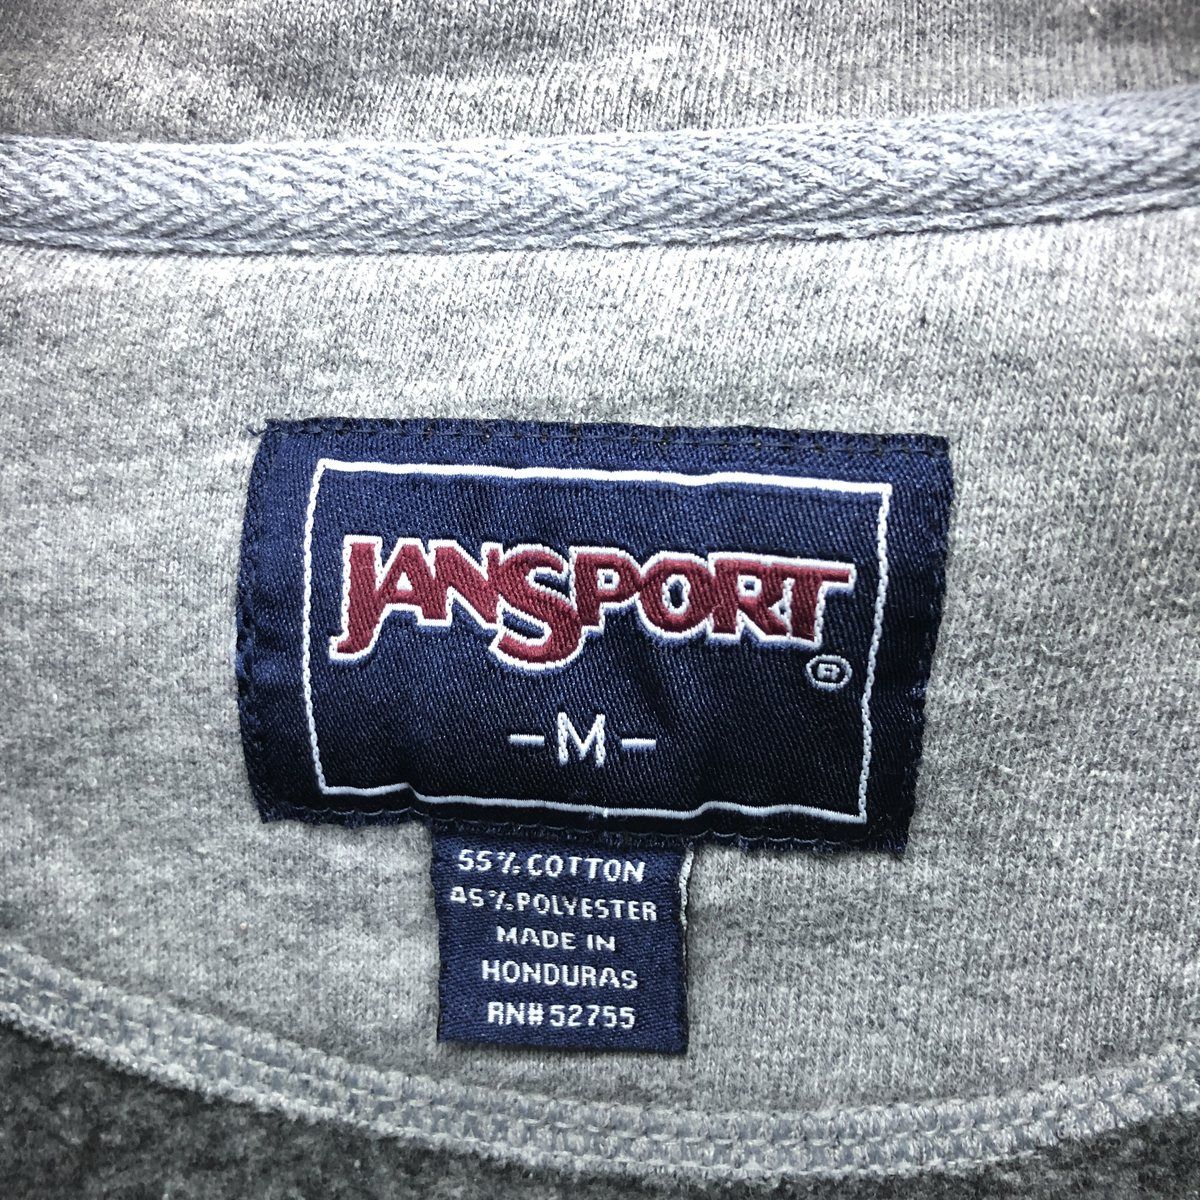 JANSPORT
®
-M-
55% COTTON
45% POLYESTER
MADE IN
HONDURAS
RN# 52755